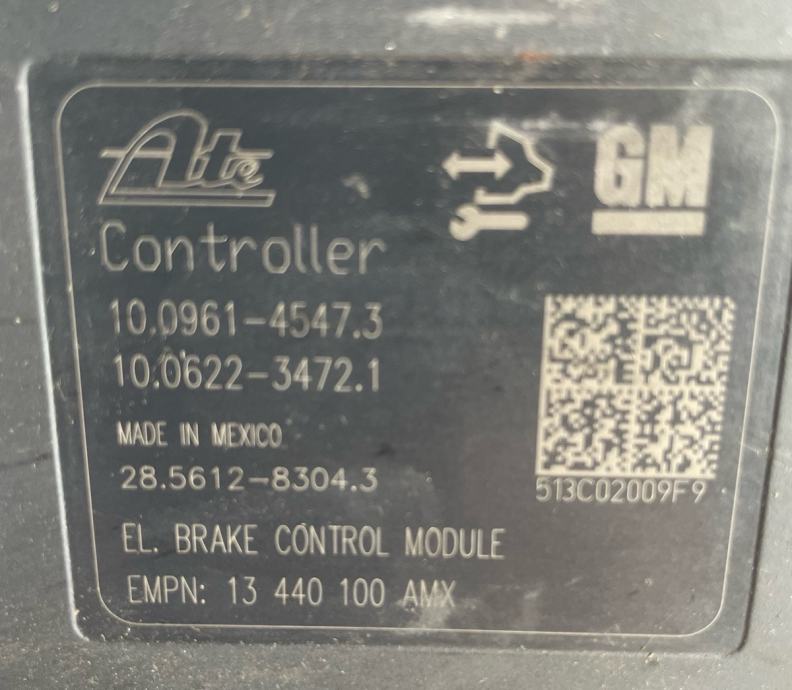 Ate
GM
Controller
10.0961-4547.3
10.0622-3472.1
MADE IN MEXICO
28.5612-8304.3
513C02009F9
EL. BRAKE CONTROL MODULE
EMPN: 13 440 100 AMX